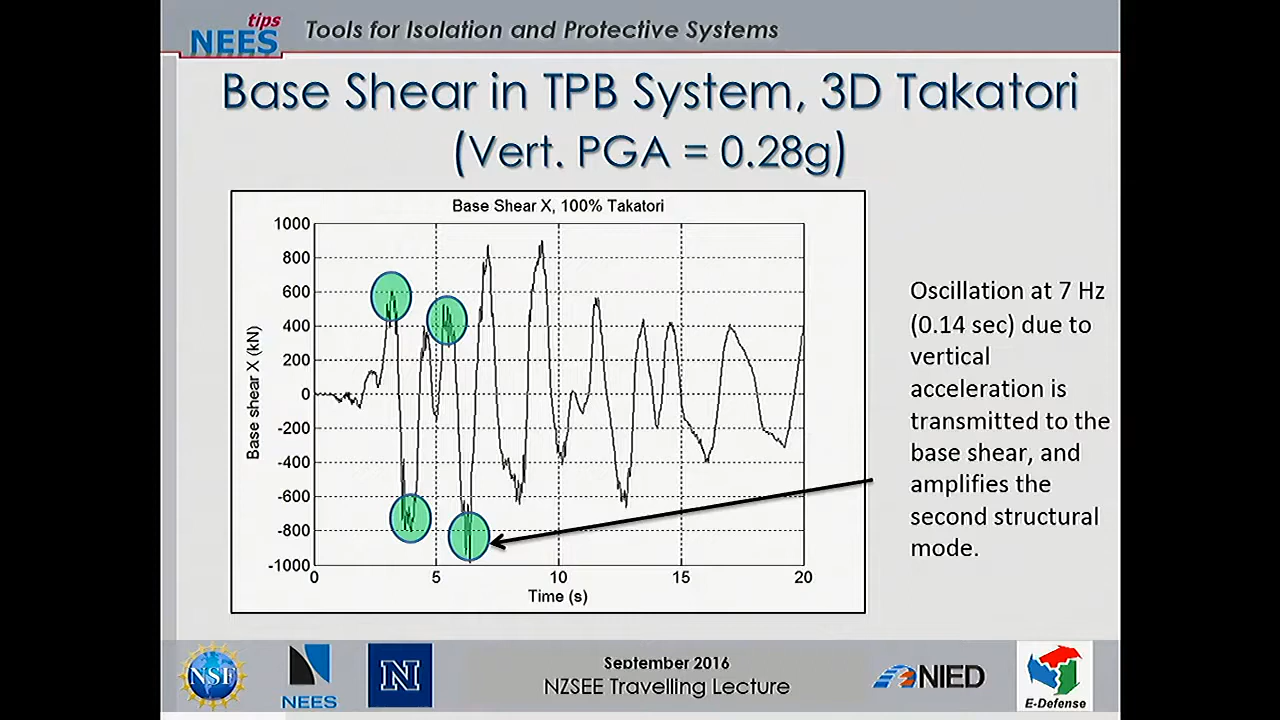 tips
NEES
Tools for Isolation and Protective Systems
Base Shear in TPB System, 3D Takatori
(Vert. PGA = 0.28g)
Base Shear X, 100% Takatori
1000
800
600
400
200
0
-200
-400
-600
-800
-1000
Base shear X (kN)
0 5 10 15 20
Time (s)
Oscillation at 7 Hz
(0.14 sec) due to
vertical
acceleration is
transmitted to the
base shear, and
amplifies the
second structural
mode.
NSF
NEES
N
September 2016
NZSEE Travelling Lecture
NIED
E-Defense